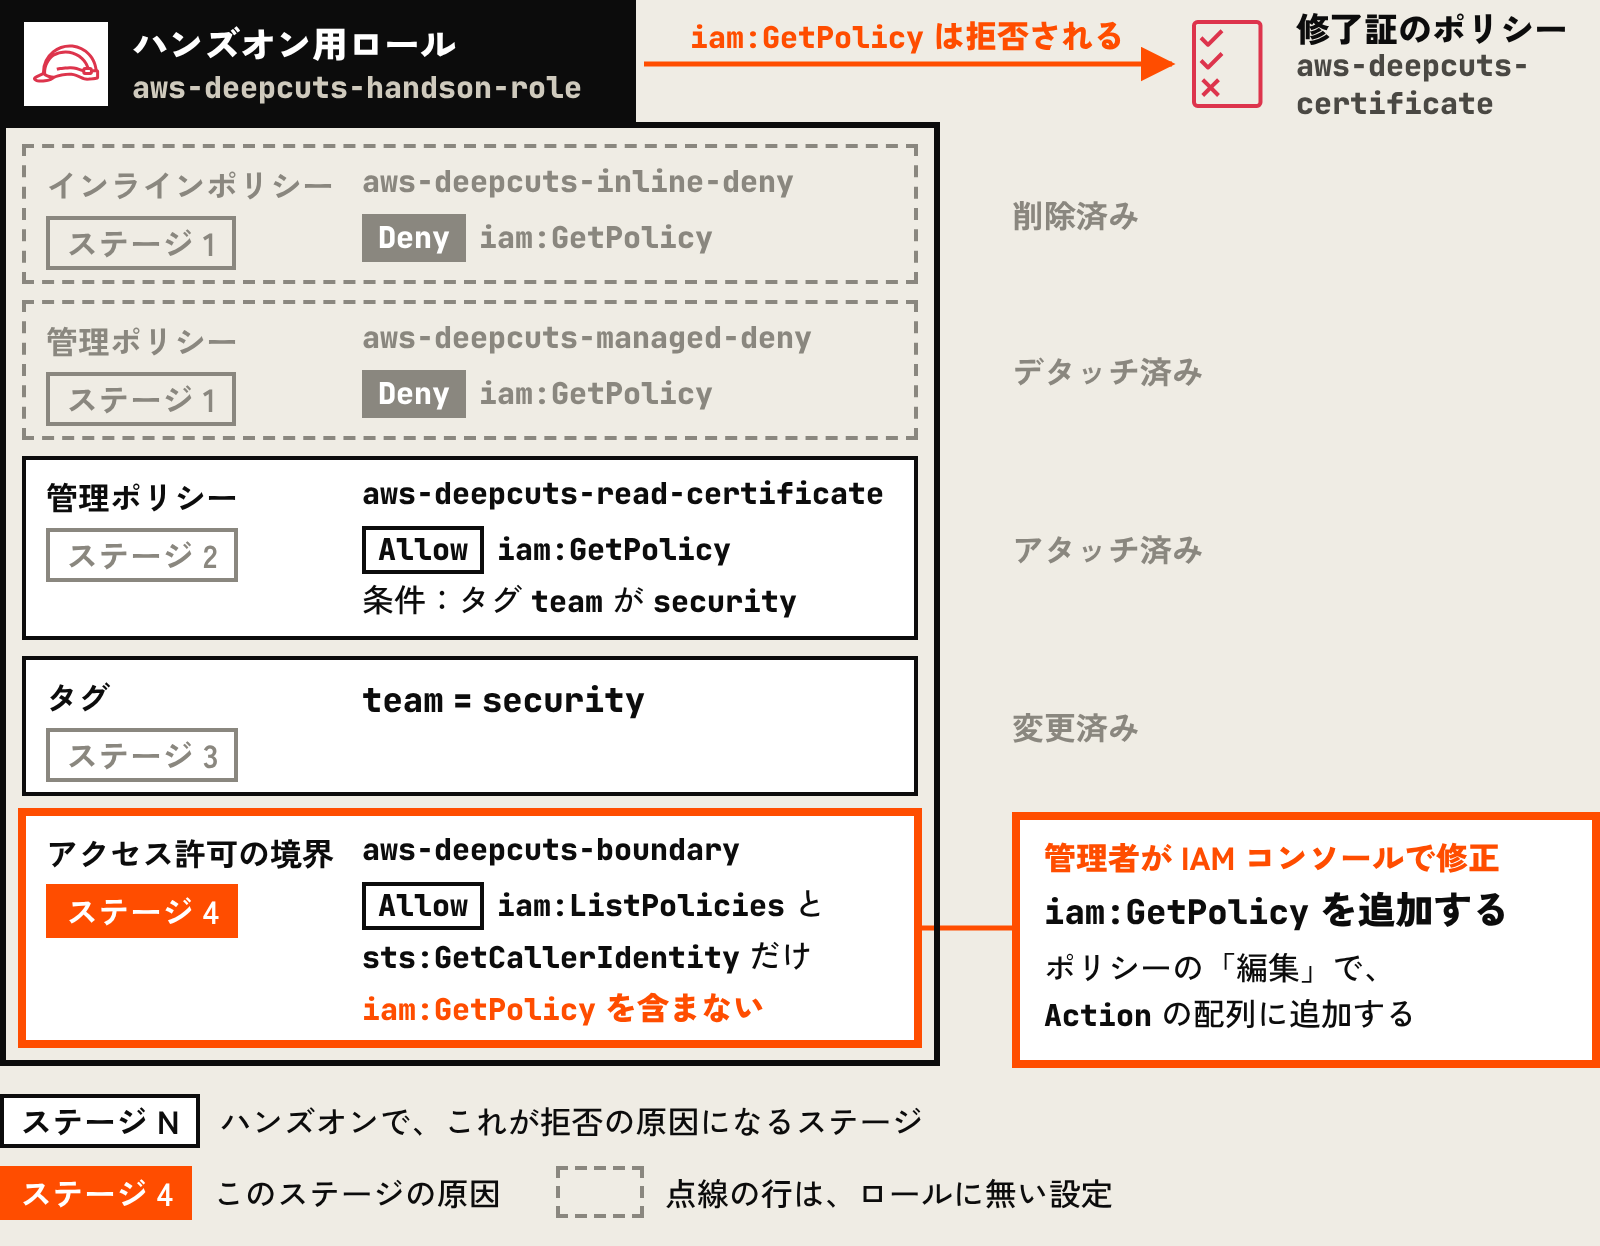 ハンズオン用ロール
aws-deepcuts-handson-role
iam:GetPolicy は拒否される
修了証のポリシー
aws-deepcuts-
certificate
インラインポリシー
ステージ 1
aws-deepcuts-inline-deny
Deny iam:GetPolicy
削除済み
管理ポリシー
ステージ 1
aws-deepcuts-managed-deny
Deny iam:GetPolicy
デタッチ済み
管理ポリシー
ステージ 2
aws-deepcuts-read-certificate
Allow iam:GetPolicy
条件：タグ team が security
アタッチ済み
タグ
ステージ 3
team = security
変更済み
アクセス許可の境界
ステージ 4
aws-deepcuts-boundary
Allow iam:ListPolicies と
sts:GetCallerIdentity だけ
iam:GetPolicy を含まない
管理者が IAM コンソールで修正
iam:GetPolicy を追加する
ポリシーの「編集」で、
Action の配列に追加する
ステージ N ハンズオンで、これが拒否の原因になるステージ
ステージ 4 このステージの原因 点線の行は、ロールに無い設定